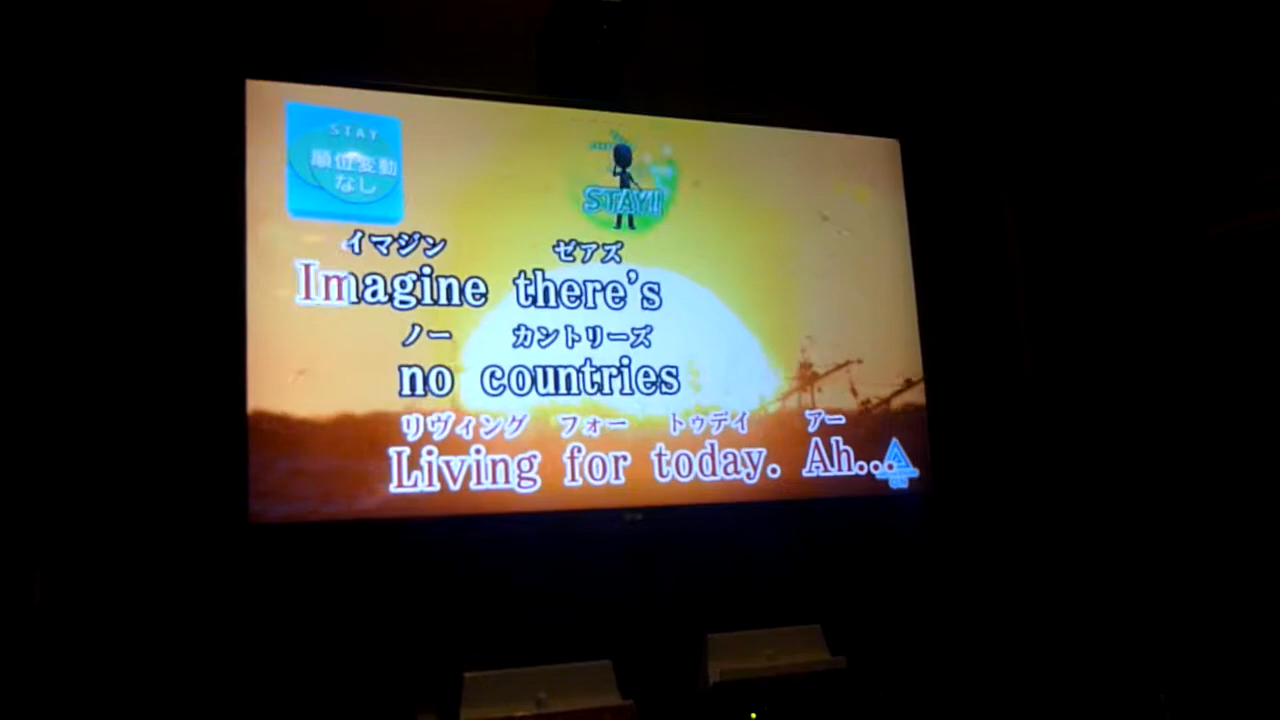 STAY
順位変動
なし
STAY!!
イマジン ゼアズ
Imagine there's
ノー カントリーズ
no countries
リヴィング フォー トゥデイ アー
Living for today. Ah...